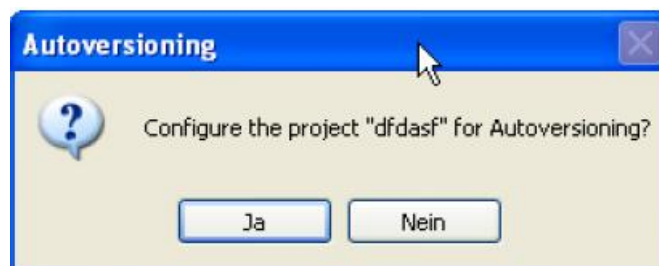 Autoversioning
Configure the project "dfdasf" for Autoversioning?
Ja
Nein